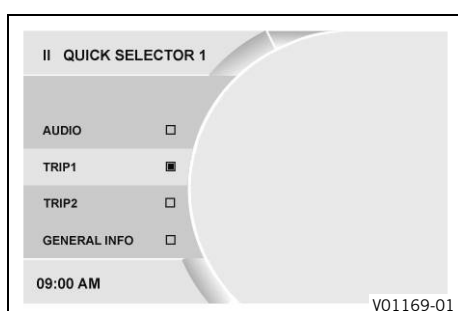 II QUICK SELECTOR 1
AUDIO
TRIP1
TRIP2
GENERAL INFO
09:00 AM
V01169-01